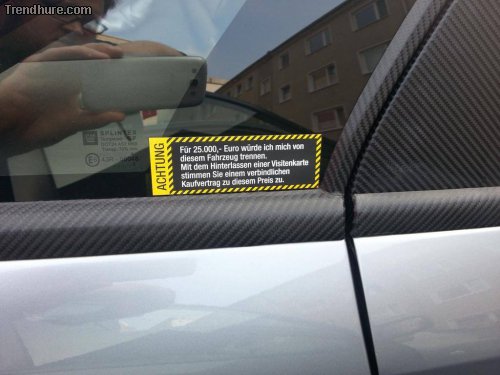 Trendhure.com
SPLINTEX
ACHTUNG
Für 25.000,- Euro würde ich mich von
diesem Fahrzeug trennen.
Mit dem Hinterlassen einer Visitenkarte
stimmen Sie einem verbindlichen
Kaufvertrag zu diesem Preis zu.